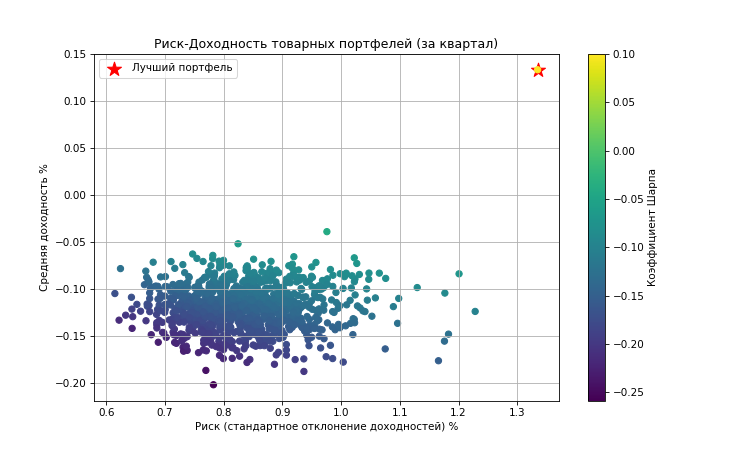 Риск-Доходность товарных портфелей (за квартал)
Лучший портфель
Средняя доходность %
0.15
0.10
0.05
0.00
−0.05
−0.10
−0.15
−0.20
0.6 0.7 0.8 0.9 1.0 1.1 1.2 1.3
Риск (стандартное отклонение доходностей) %
0.10
0.05
0.00
−0.05
−0.10
−0.15
−0.20
−0.25
Коэффициент Шарпа